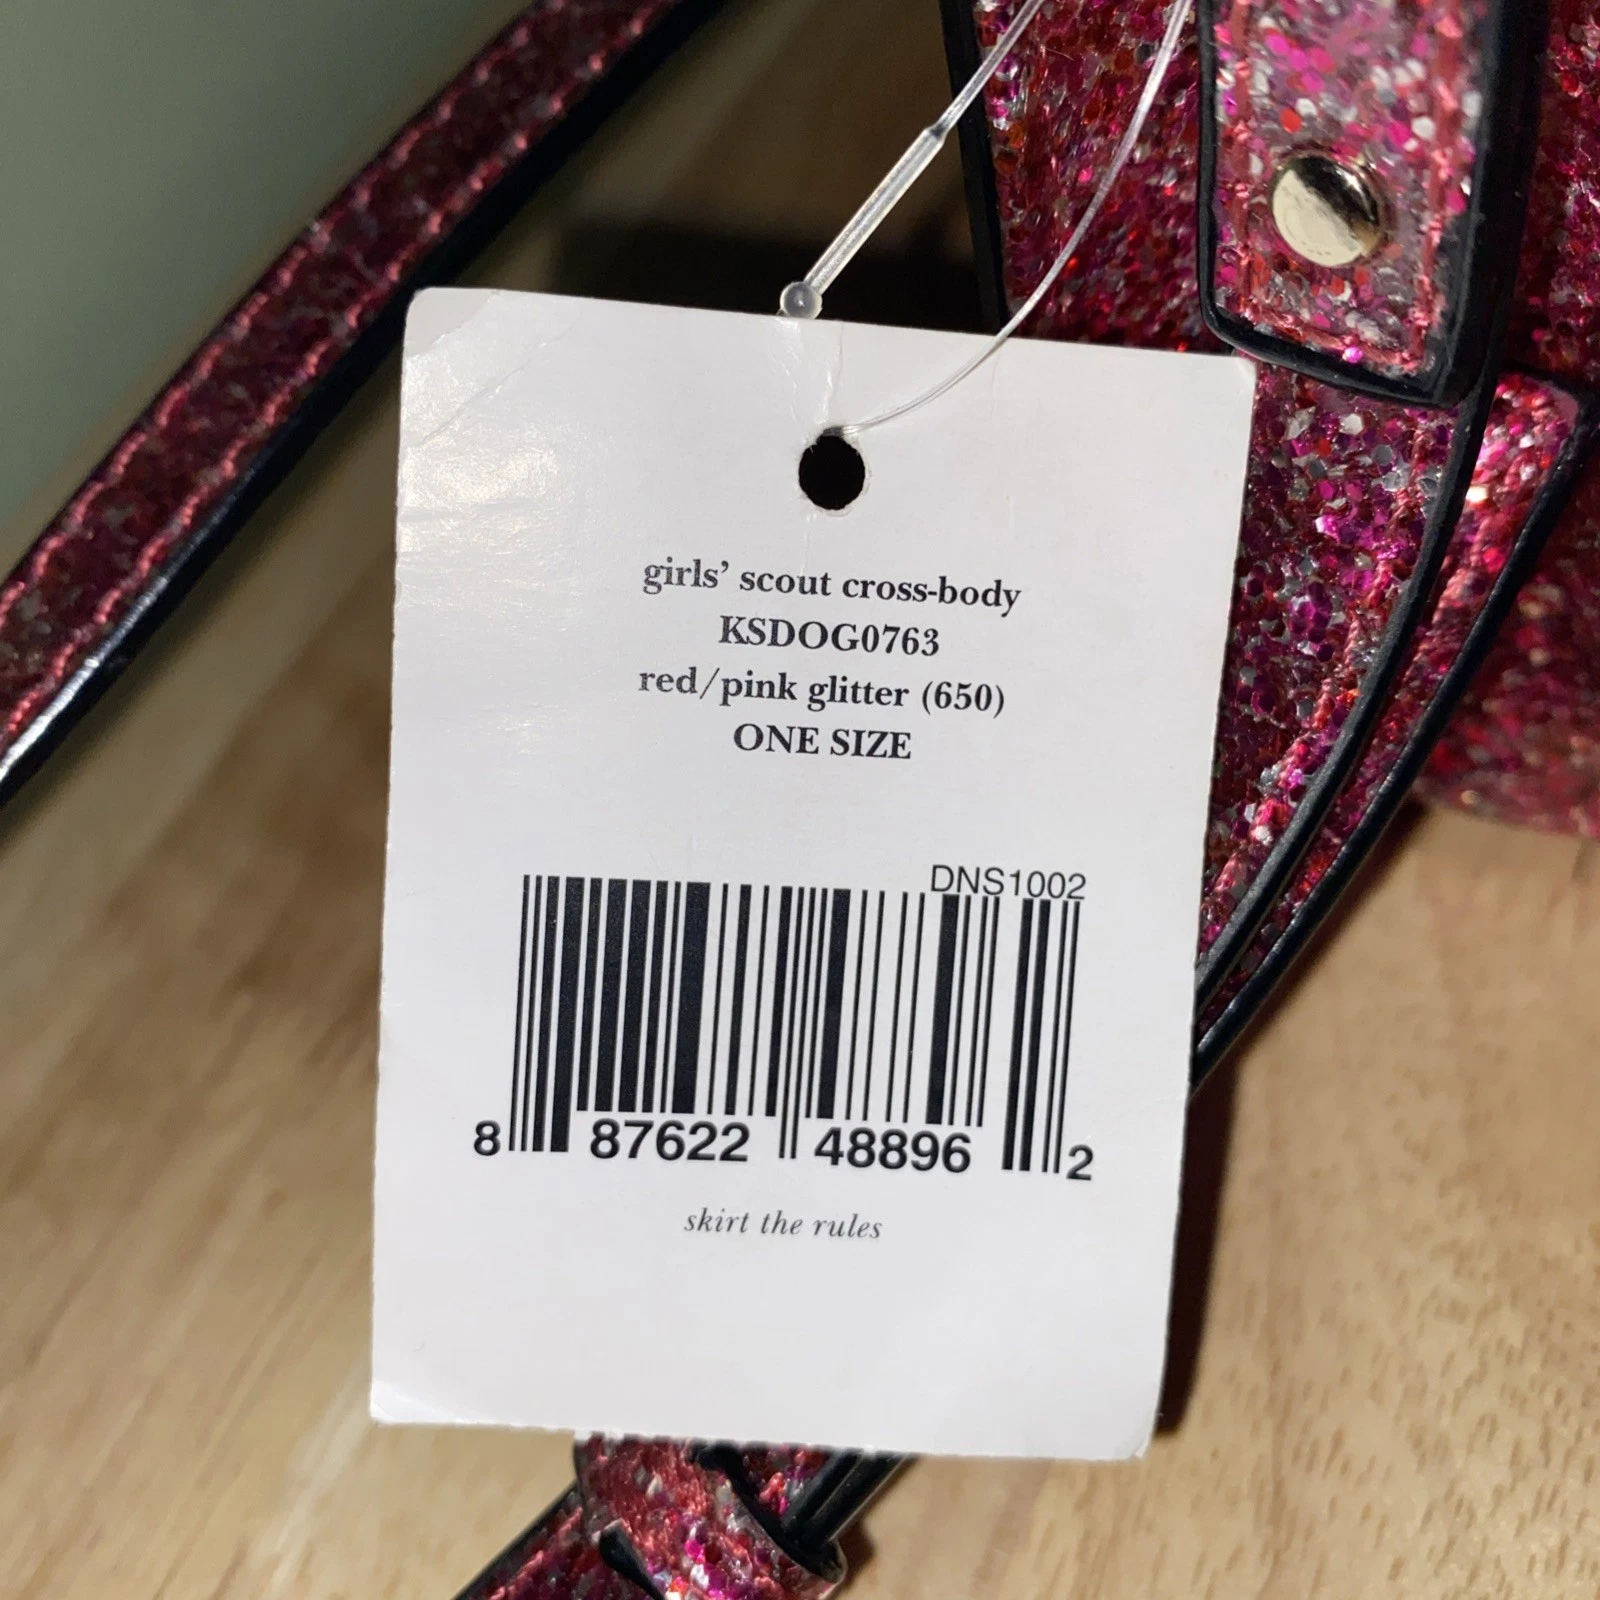 girls’ scout cross-body
KSDOG0763
red/pink glitter (650)
ONE SIZE
DNS1002
8 87622 48896 2
skirt the rules